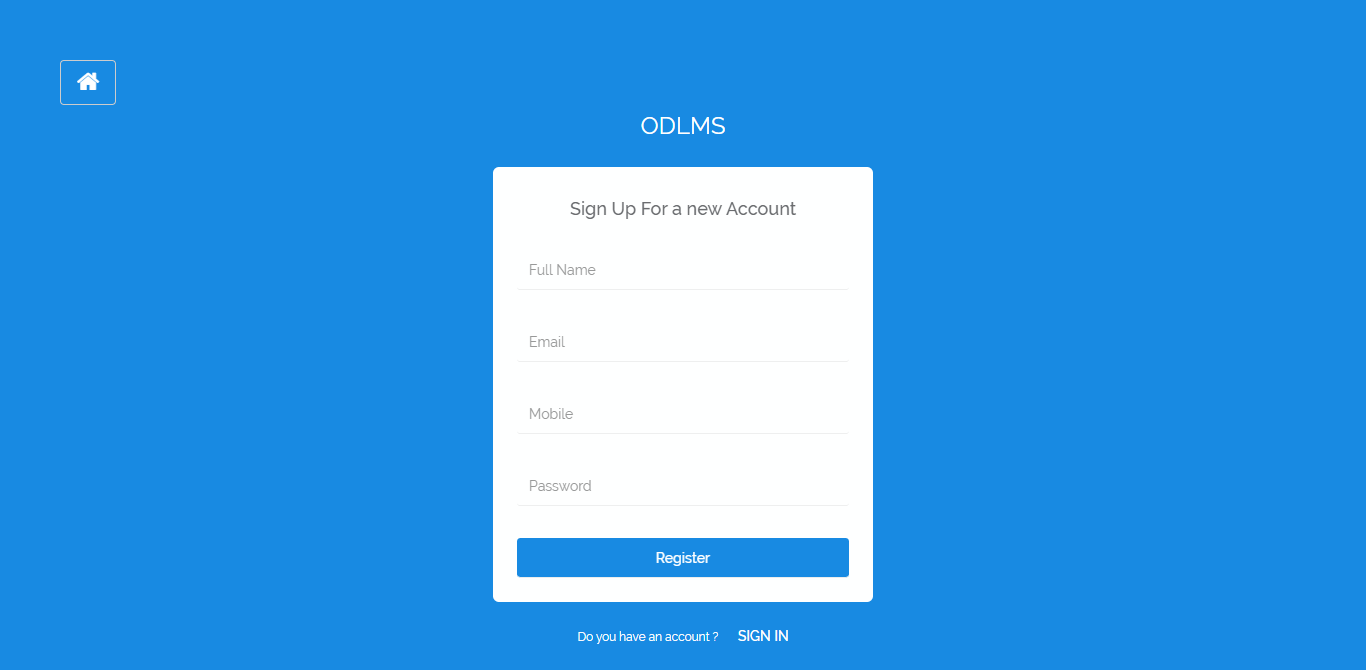 ODLMS
Sign Up For a new Account
Full Name
Email
Mobile
Password
Register
Do you have an account ? SIGN IN